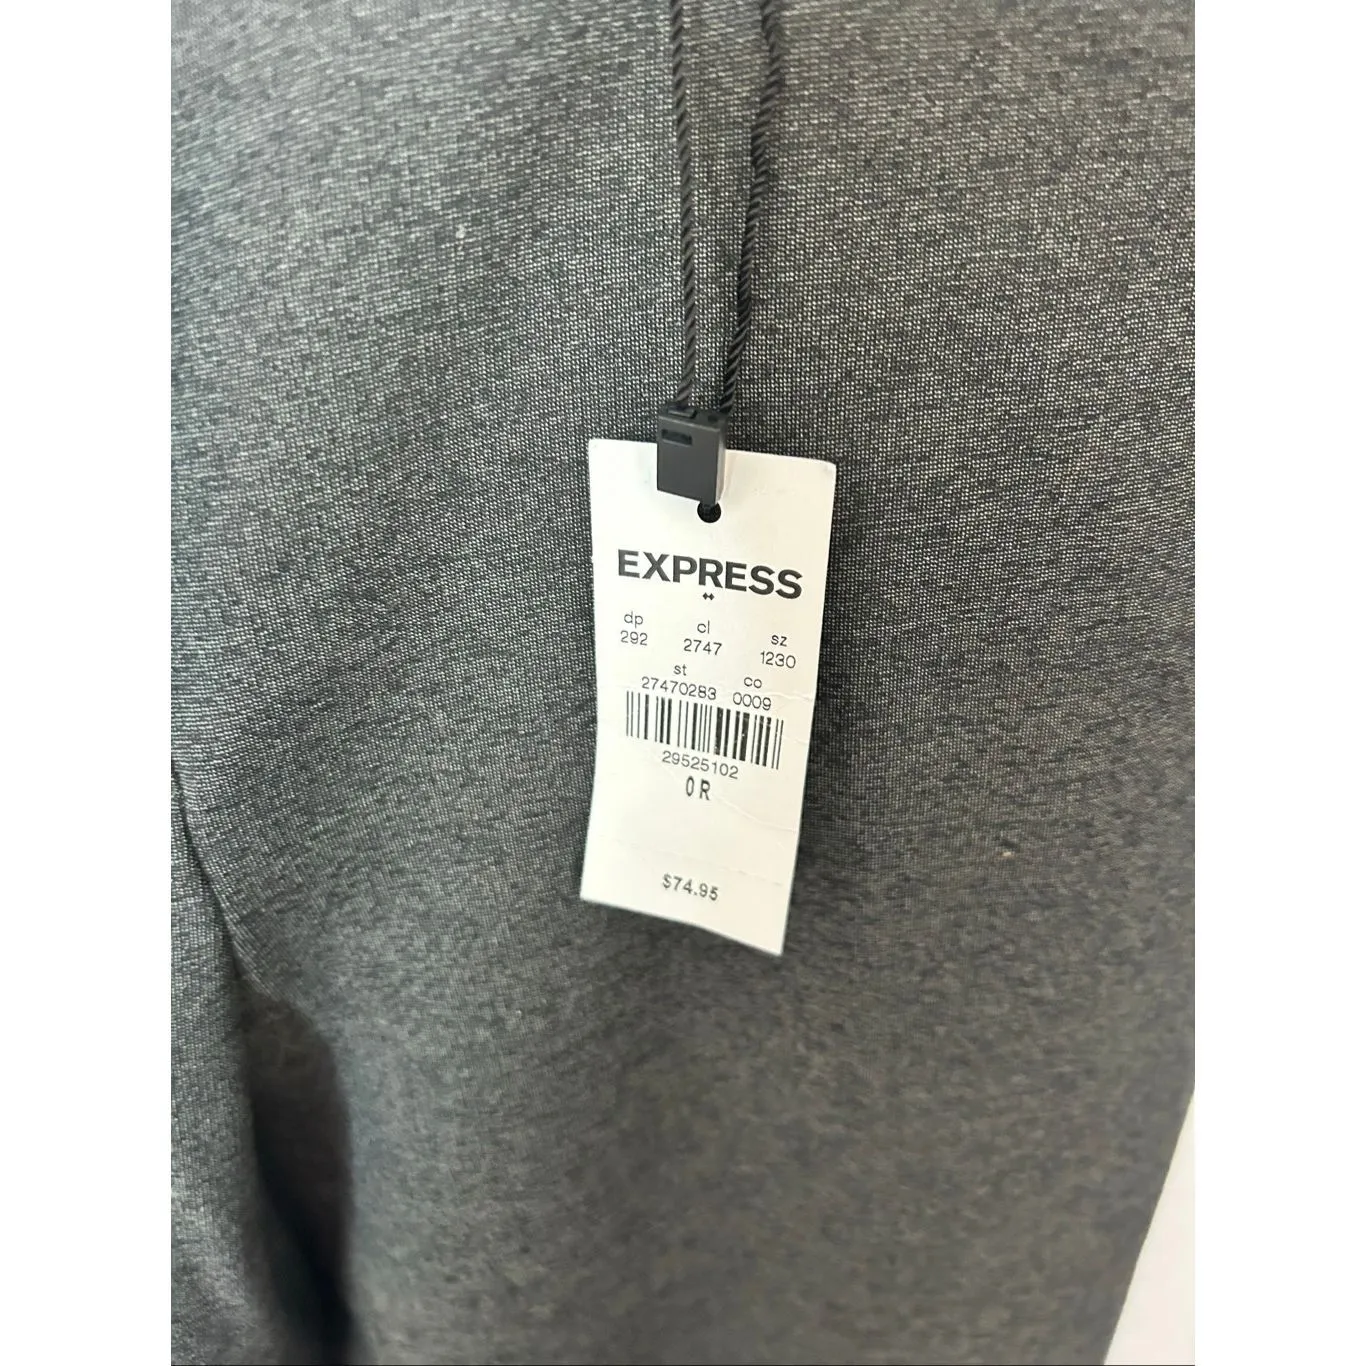 EXPRESS
dp cl sz
292 2747 1230
st co
27470283 0009
29525102
0R
$74.95